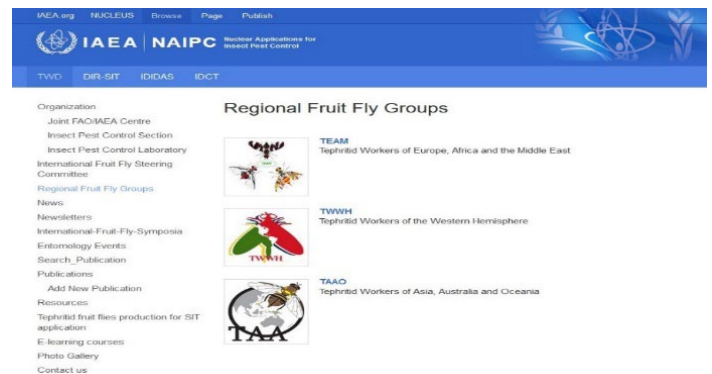 IAEA.org NUCLEUS Browse Page Publish
IAEA NAIPC Nuclear Applications for
Insect Pest Control
TWD DIR-SIT IDIDAS IDCT
Organization
Joint FAO/IAEA Centre
Insect Pest Control Section
Insect Pest Control Laboratory
International Fruit Fly Steering
Committee
Regional Fruit Fly Groups
News
Newsletters
International-Fruit-Fly-Symposia
Entomology Events
Search_Publication
Publications
Add New Publication
Resources
Tephritid fruit flies production for SIT
application
E-learning courses
Photo Gallery
Contact us
Regional Fruit Fly Groups
TEAM
Tephritid Workers of Europe, Africa and the Middle East
TWWH
TWWH
Tephritid Workers of the Western Hemisphere
TAA
TAAO
Tephritid Workers of Asia, Australia and Oceania